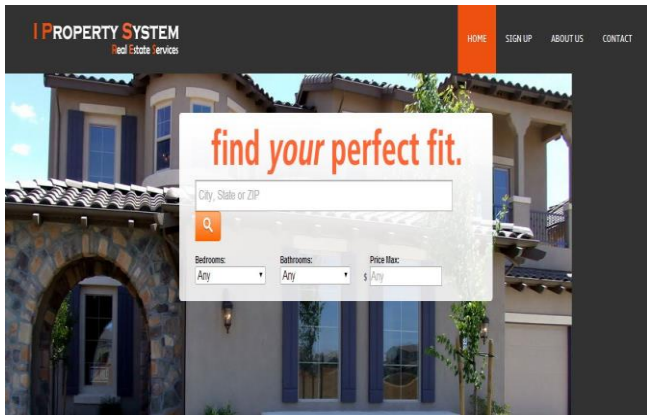 I PROPERTY SYSTEM
Real Estate Services
HOME SIGN UP ABOUT US CONTACT
find your perfect fit.
City, State or ZIP
Bedrooms: Bathrooms: Price Max:
Any Any $ Any